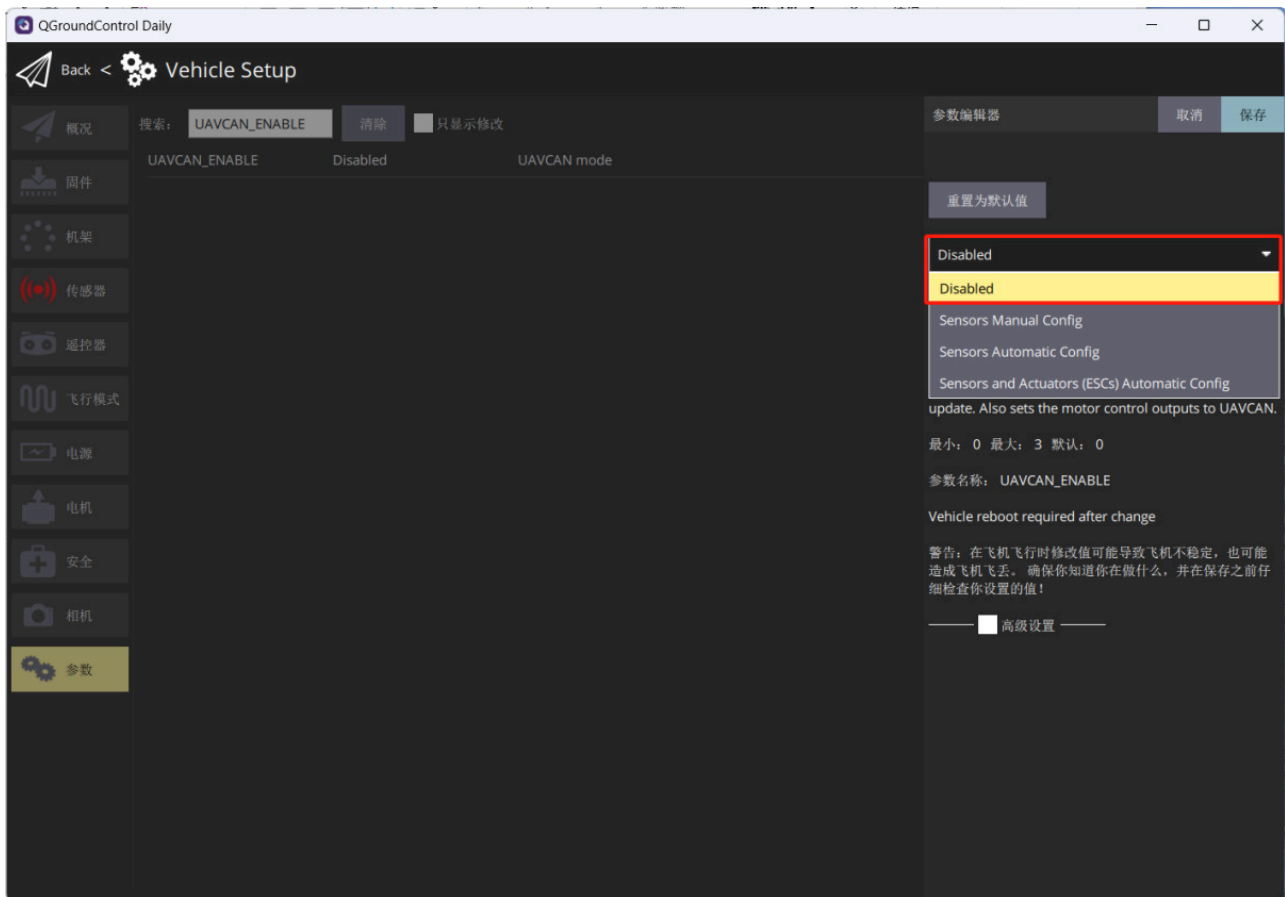 QGroundControl Daily
Back < Vehicle Setup
概况
固件
机架
传感器
遥控器
飞行模式
电源
电机
安全
相机
参数
搜索： UAVCAN_ENABLE 清除 只显示修改
UAVCAN_ENABLE Disabled UAVCAN mode
参数编辑器 取消 保存
重置为默认值
Disabled
Disabled
Sensors Manual Config
Sensors Automatic Config
Sensors and Actuators (ESCs) Automatic Config
update. Also sets the motor control outputs to UAVCAN.
最小： 0 最大： 3 默认： 0
参数名称： UAVCAN_ENABLE
Vehicle reboot required after change
警告：在飞机飞行时修改值可能导致飞机不稳定，也可能
造成飞机飞丢。 确保你知道你在做什么，并在保存之前仔
细检查你设置的值！
高级设置